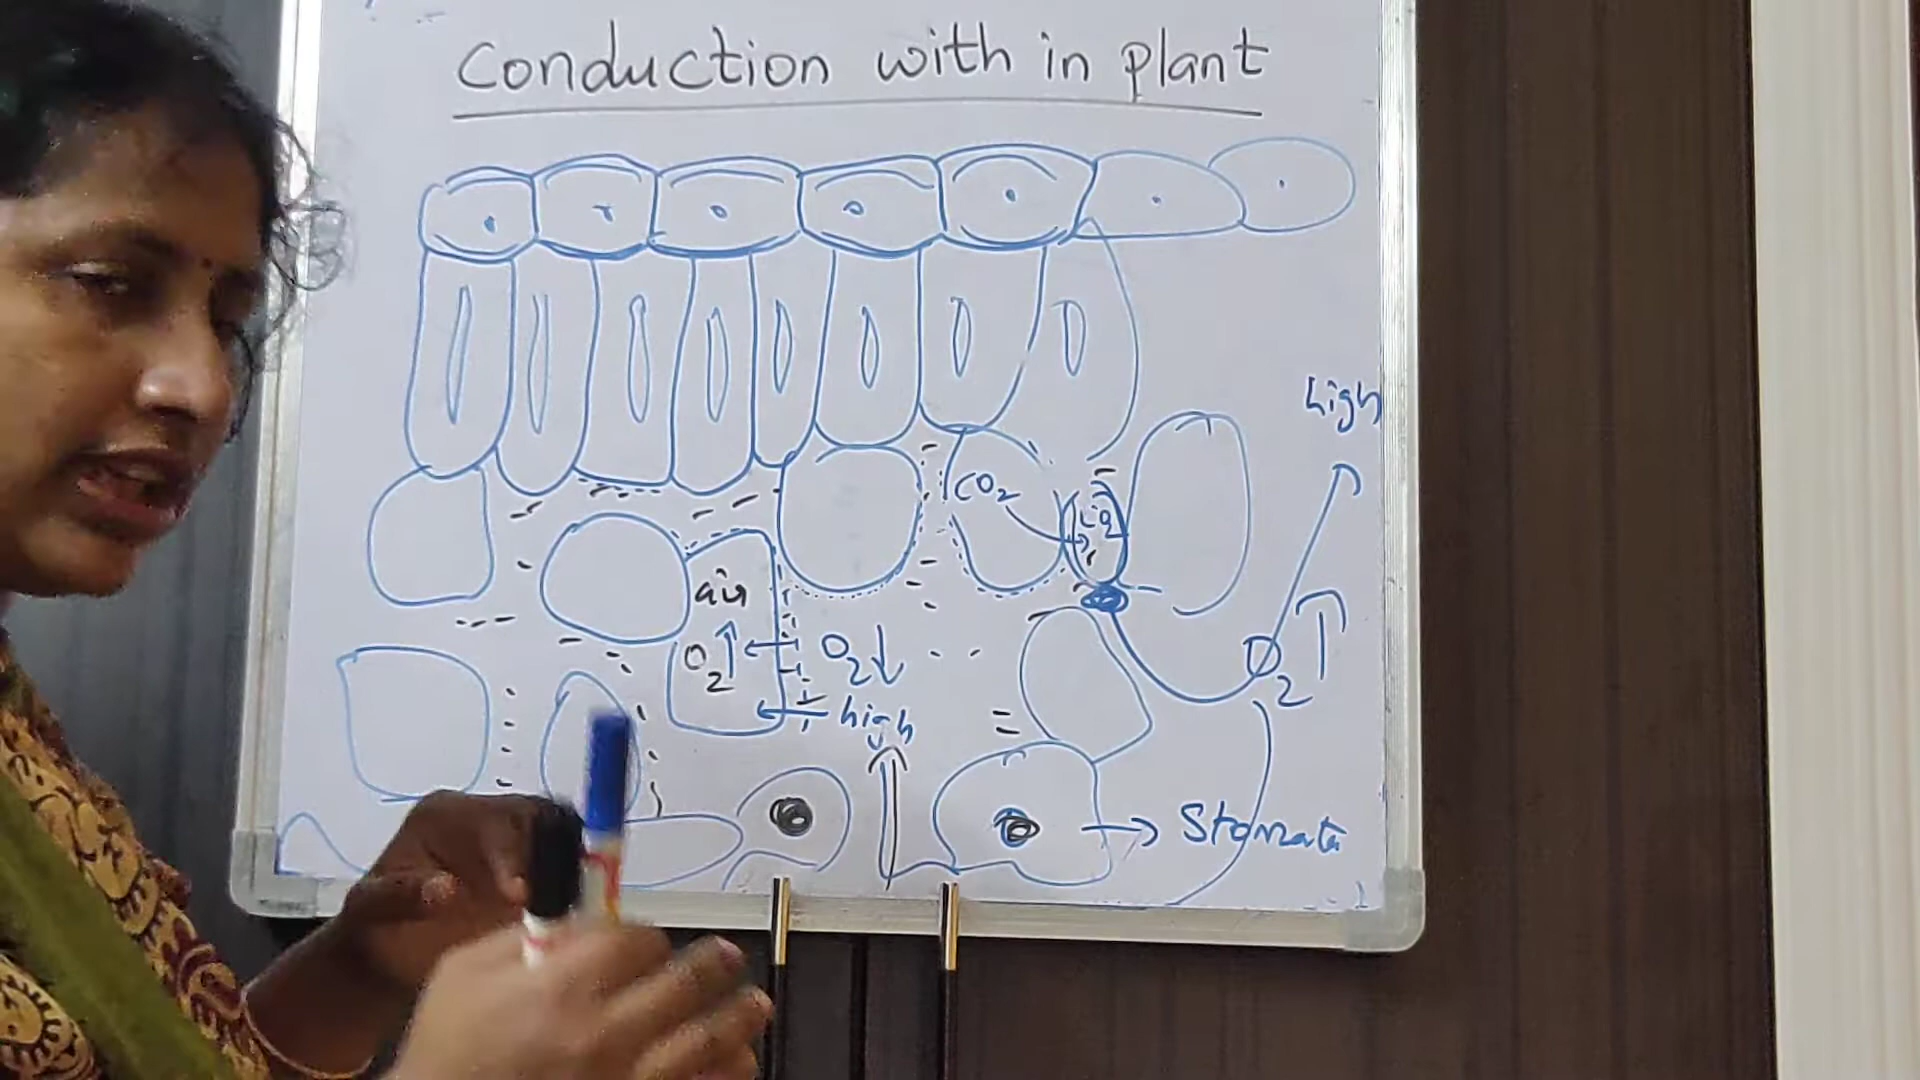 Conduction with in plant
high
CO2
air
O2
O2
O2
high
Stomata